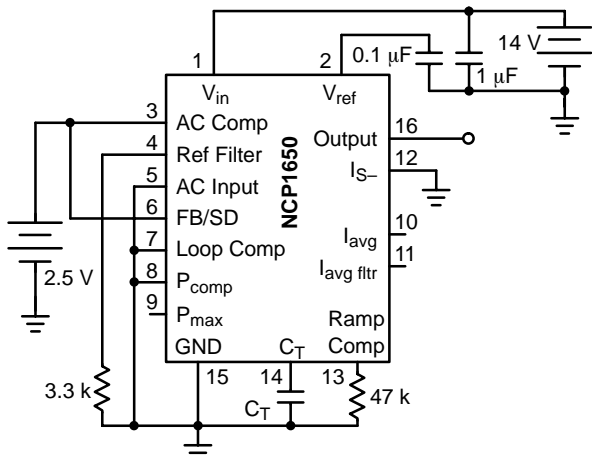 1
2
0.1 μF
14 V
1 μF
V_in
V_ref
3
AC Comp
4
Ref Filter
5
AC Input
6
FB/SD
7
Loop Comp
8
P_comp
9
P_max
GND
C_T
Ramp
Comp
NCP1650
Output
16
I_S–
12
I_avg
10
I_avg fltr
11
2.5 V
3.3 k
15
14
13
C_T
47 k